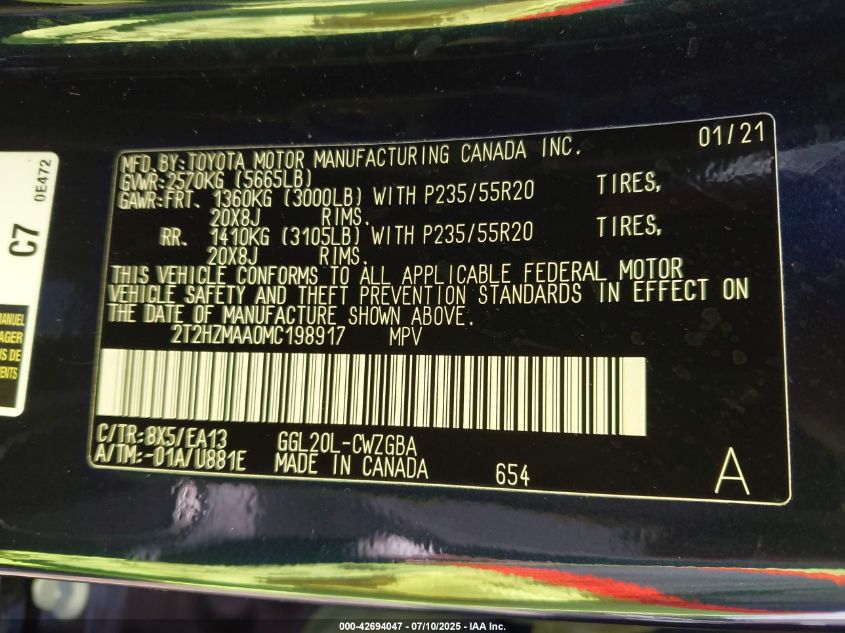 0E472
C7
MANUEL
01/21
MFD. BY: TOYOTA MOTOR MANUFACTURING CANADA INC.
GVWR: 2570KG (5665LB)
GAWR: FRT. 1360KG (3000LB) WITH P235/55R20 TIRES,
20X8J RIMS.
RR. 1410KG (3105LB) WITH P235/55R20 TIRES,
20X8J RIMS.
THIS VEHICLE CONFORMS TO ALL APPLICABLE FEDERAL MOTOR
VEHICLE SAFETY AND THEFT PREVENTION STANDARDS IN EFFECT ON
THE DATE OF MANUFACTURE SHOWN ABOVE.
2T2HZMAA0MC198917 MPV
C/TR: 8X5/EA13 GGL20L-CWZGBA
A/TM:-01A/U881E MADE IN CANADA 654 A
000-42694047 - 07/10/2025 - IAA Inc.